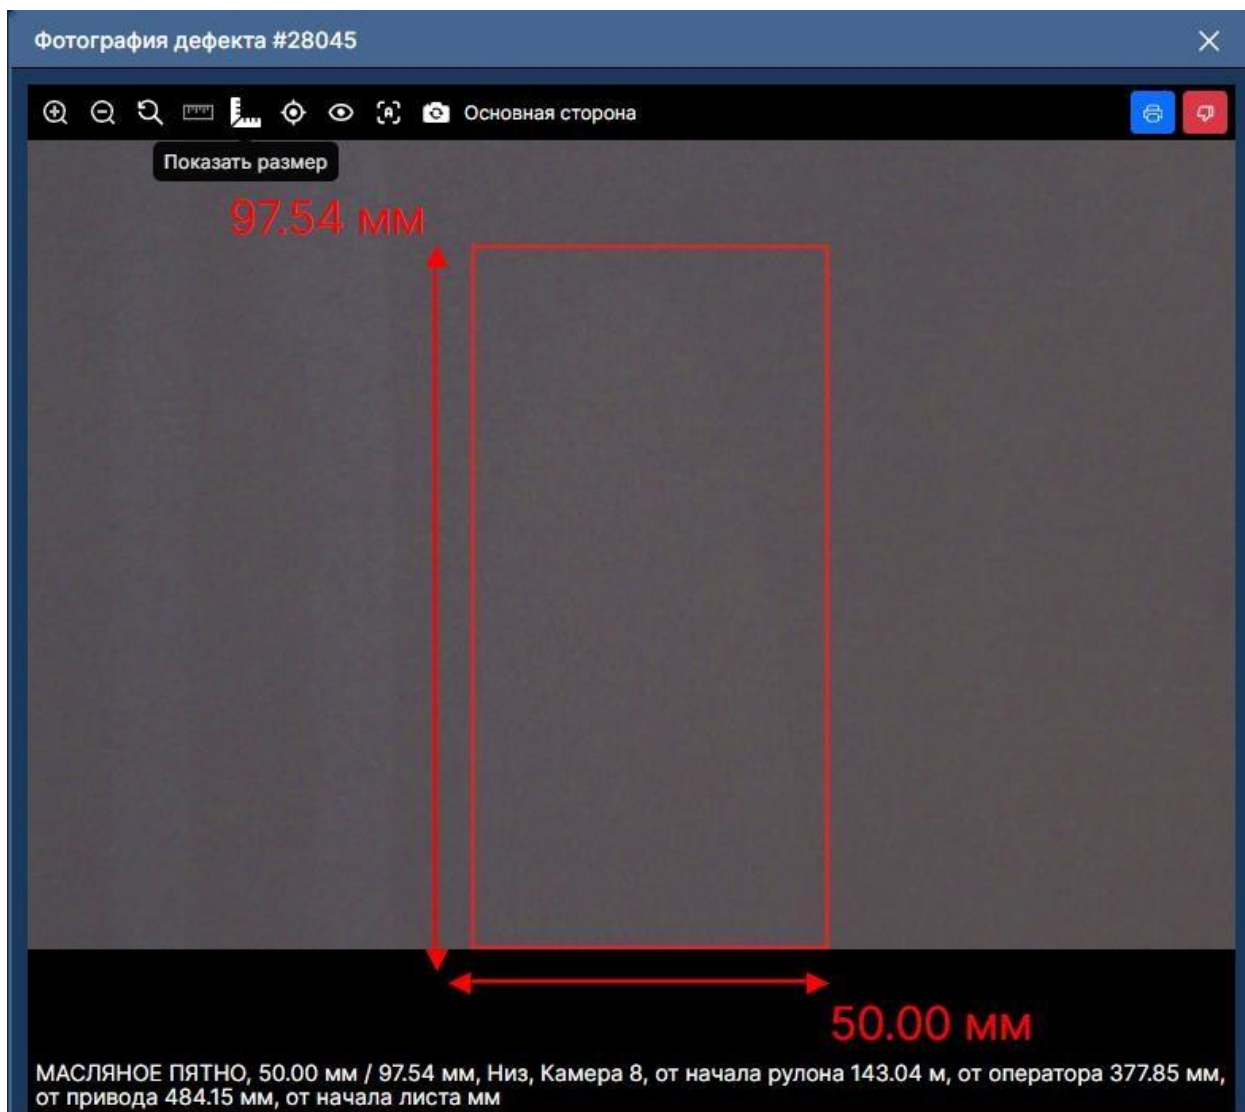 Фотография дефекта #28045
Основная сторона
Показать размер
97.54 мм
50.00 мм
МАСЛЯНОЕ ПЯТНО, 50.00 мм / 97.54 мм, Низ, Камера 8, от начала рулона 143.04 м, от оператора 377.85 мм,
от привода 484.15 мм, от начала листа мм